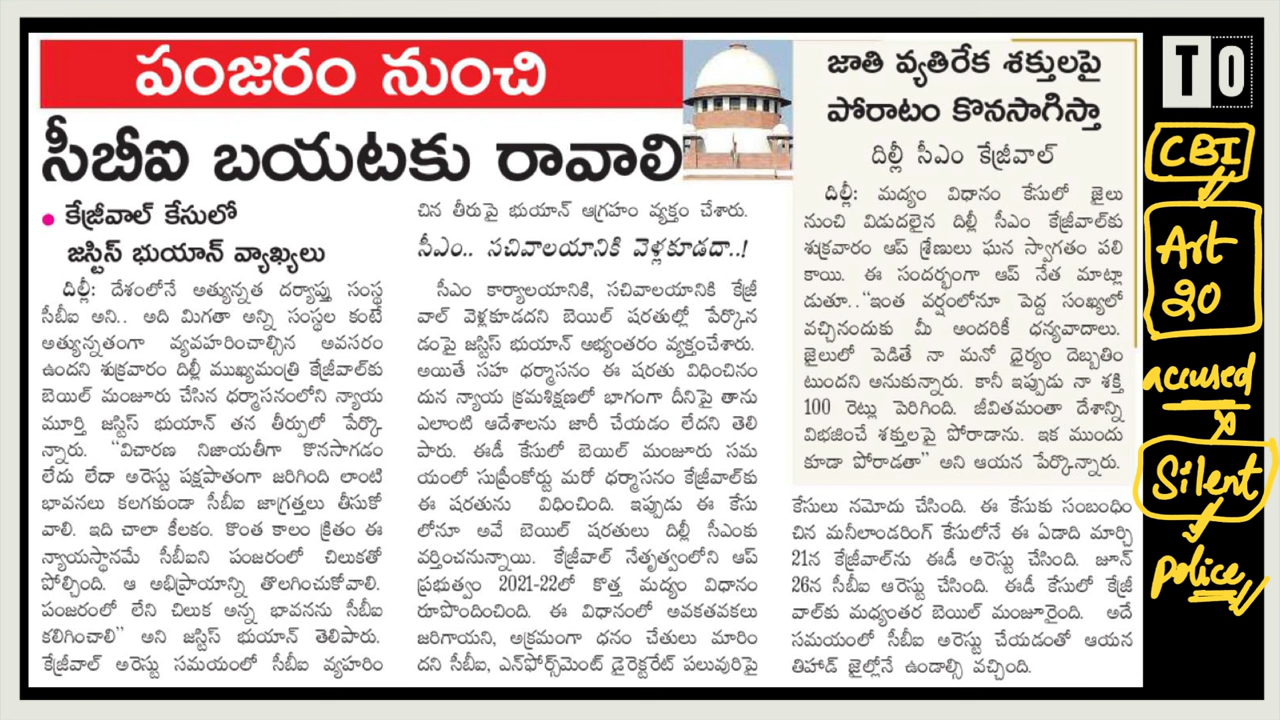 పంజరం నుంచి
సీబీఐ బయటకు రావాలి
• కేజ్రీవాల్ కేసులో
జస్టిస్ భుయాన్ వ్యాఖ్యలు
దిల్లీ: దేశంలోనే అత్యున్నత దర్యాప్తు సంస్థ
సీబీఐ అని.. అది మిగతా అన్ని సంస్థల కంటే
అత్యున్నతంగా వ్యవహరించాల్సిన అవసరం
ఉందని శుక్రవారం దిల్లీ ముఖ్యమంత్రి కేజ్రీవాల్‌కు
బెయిల్ మంజూరు చేసిన ధర్మాసనంలోని న్యాయ
మూర్తి జస్టిస్ భుయాన్ తన తీర్పులో పేర్కొ
న్నారు. “విచారణ నిజాయతీగా కొనసాగడం
లేదు లేదా అరెస్టు పక్షపాతంగా జరిగింది లాంటి
భావనలు కలగకుండా సీబీఐ జాగ్రత్తలు తీసుకో
వాలి. ఇది చాలా కీలకం. కొంత కాలం క్రితం ఈ
న్యాయస్థానమే సీబీఐని పంజరంలో చిలుకతో
పోల్చింది. ఆ అభిప్రాయాన్ని తొలగించుకోవాలి.
పంజరంలో లేని చిలుక అన్న భావనను సీబీఐ
కలిగించాలి” అని జస్టిస్ భుయాన్ తెలిపారు.
కేజ్రీవాల్ అరెస్టు సమయంలో సీబీఐ వ్యహరిం
చిన తీరుపై భుయాన్ ఆగ్రహం వ్యక్తం చేశారు.
సీఎం.. సచివాలయానికి వెళ్లకూడదా..!
సీఎం కార్యాలయానికి, సచివాలయానికి కేజ్రీ
వాల్ వెళ్లకూడదని బెయిల్ షరతుల్లో పేర్కొన
డంపై జస్టిస్ భుయాన్ అభ్యంతరం వ్యక్తంచేశారు.
అయితే సహ ధర్మాసనం ఈ షరతు విధించినం
దున న్యాయ క్రమశిక్షణలో భాగంగా దీనిపై తాను
ఎలాంటి ఆదేశాలను జారీ చేయడం లేదని తెలి
పారు. ఈడీ కేసులో బెయిల్ మంజూరు సమ
యంలో సుప్రీంకోర్టు మరో ధర్మాసనం కేజ్రీవాల్‌కు
ఈ షరతును విధించింది. ఇప్పుడు ఈ కేసు
లోనూ అవే బెయిల్ షరతులు దిల్లీ సీఎంకు
వర్తించనున్నాయి. కేజ్రీవాల్ నేతృత్వంలోని ఆప్
ప్రభుత్వం 2021-22లో కొత్త మద్యం విధానం
రూపొందించింది. ఈ విధానంలో అవకతవకలు
జరిగాయని, అక్రమంగా ధనం చేతులు మారిం
దని సీబీఐ, ఎన్‌ఫోర్స్‌మెంట్ డైరెక్టరేట్ పలువురిపై
జాతి వ్యతిరేక శక్తులపై
పోరాటం కొనసాగిస్తా
దిల్లీ సీఎం కేజ్రీవాల్
దిల్లీ: మద్యం విధానం కేసులో జైలు
నుంచి విడుదలైన దిల్లీ సీఎం కేజ్రీవాల్‌కు
శుక్రవారం ఆప్ శ్రేణులు ఘన స్వాగతం పలి
కాయి. ఈ సందర్భంగా ఆప్ నేత మాట్లా
డుతూ..“ఇంత వర్షంలోనూ పెద్ద సంఖ్యలో
వచ్చినందుకు మీ అందరికీ ధన్యవాదాలు.
జైలులో పెడితే నా మనో ధైర్యం దెబ్బతిం
టుందని అనుకున్నారు. కానీ ఇప్పుడు నా శక్తి
100 రెట్లు పెరిగింది. జీవితమంతా దేశాన్ని
విభజించే శక్తులపై పోరాడాను. ఇక ముందు
కూడా పోరాడతా” అని ఆయన పేర్కొన్నారు.
కేసులు నమోదు చేసింది. ఈ కేసుకు సంబంధిం
చిన మనీలాండరింగ్ కేసులోనే ఈ ఏడాది మార్చి
21న కేజ్రీవాల్‌ను ఈడీ అరెస్టు చేసింది. జూన్
26న సీబీఐ ఆరెస్టు చేసింది. ఈడీ కేసులో కేజ్రీ
వాల్‌కు మధ్యంతర బెయిల్ మంజూరైంది. అదే
సమయంలో సీబీఐ అరెస్టు చేయడంతో ఆయన
తిహాడ్ జైల్లోనే ఉండాల్సి వచ్చింది.
TO
CBI
Art
20
accused
Silent
police